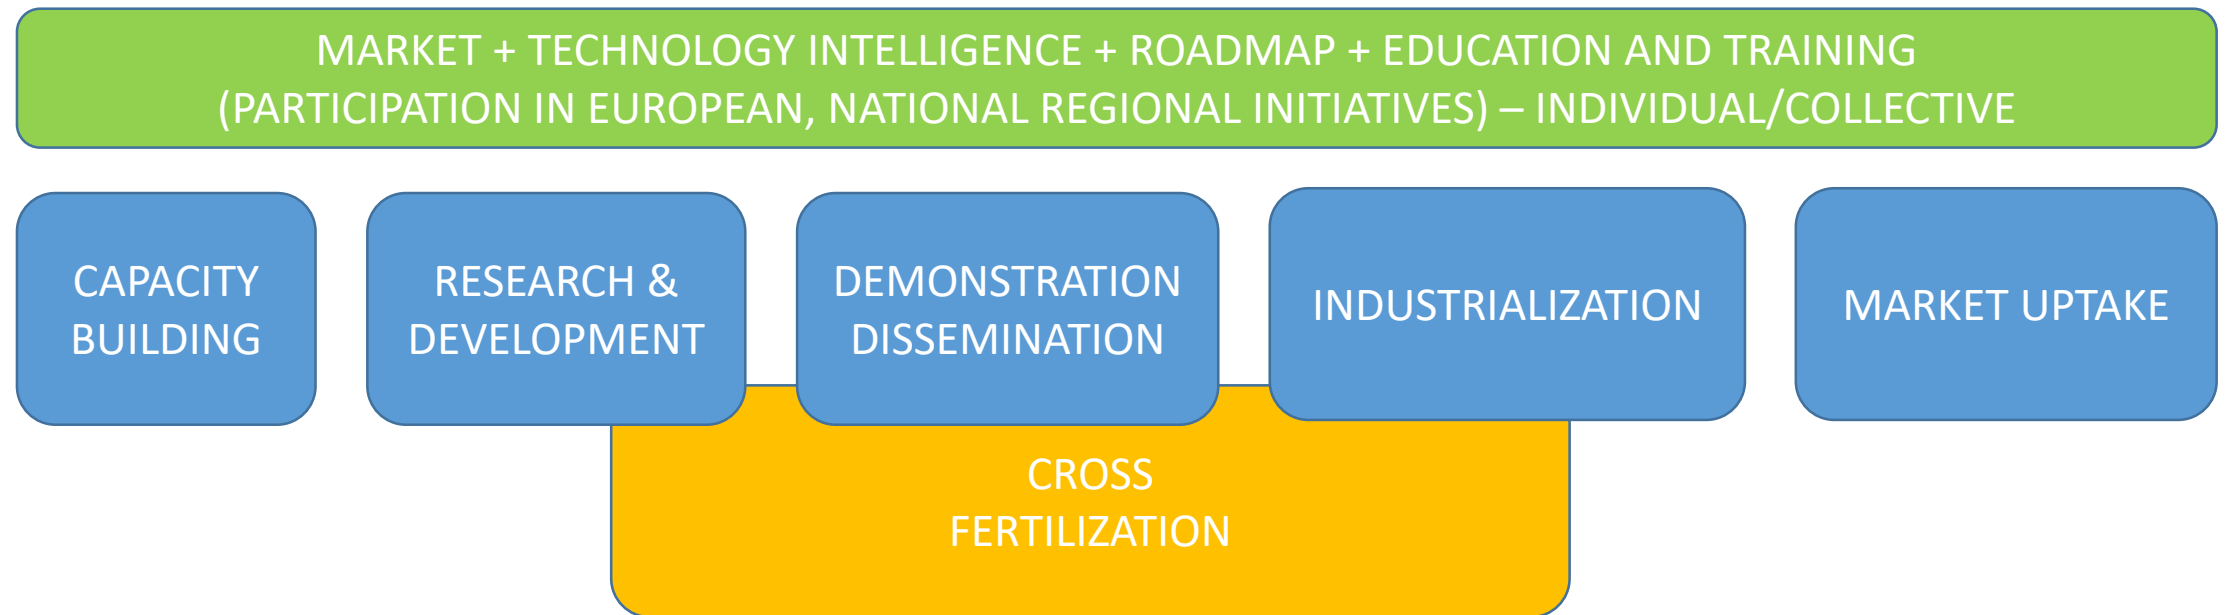 MARKET + TECHNOLOGY INTELLIGENCE + ROADMAP + EDUCATION AND TRAINING
(PARTICIPATION IN EUROPEAN, NATIONAL REGIONAL INITIATIVES) – INDIVIDUAL/COLLECTIVE
CAPACITY
BUILDING
RESEARCH &
DEVELOPMENT
DEMONSTRATION
DISSEMINATION
INDUSTRIALIZATION
MARKET UPTAKE
CROSS
FERTILIZATION